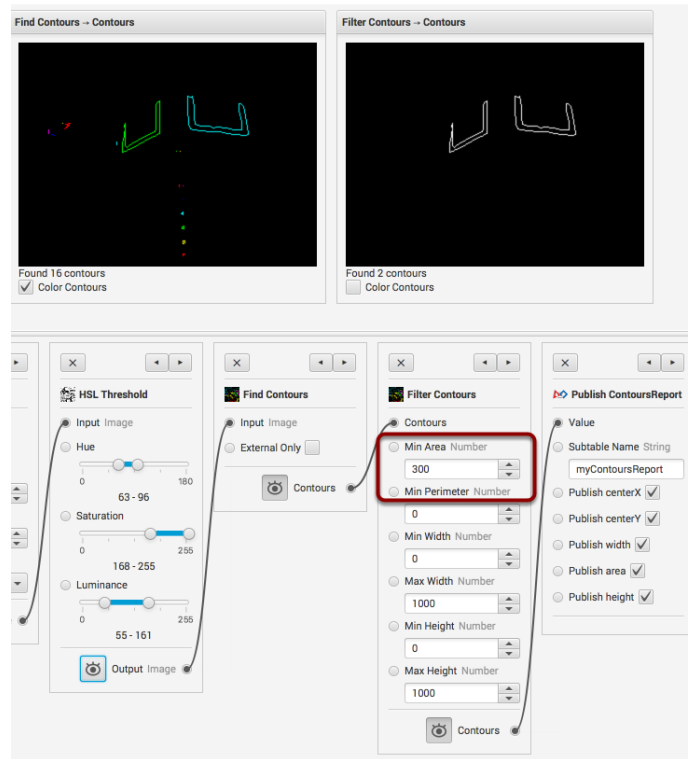 Find Contours → Contours
Found 16 contours
Color Contours
Filter Contours → Contours
Found 2 contours
Color Contours
HSL Threshold
Input Image
Hue
0 180
63 - 96
Saturation
0 255
168 - 255
Luminance
0 255
55 - 161
Output Image
Find Contours
Input Image
External Only
Contours
Filter Contours
Contours
Min Area Number
300
Min Perimeter Number
0
Min Width Number
0
Max Width Number
1000
Min Height Number
0
Max Height Number
1000
Contours
Publish ContoursReport
Value
Subtable Name String
myContoursReport
Publish centerX
Publish centerY
Publish width
Publish area
Publish height